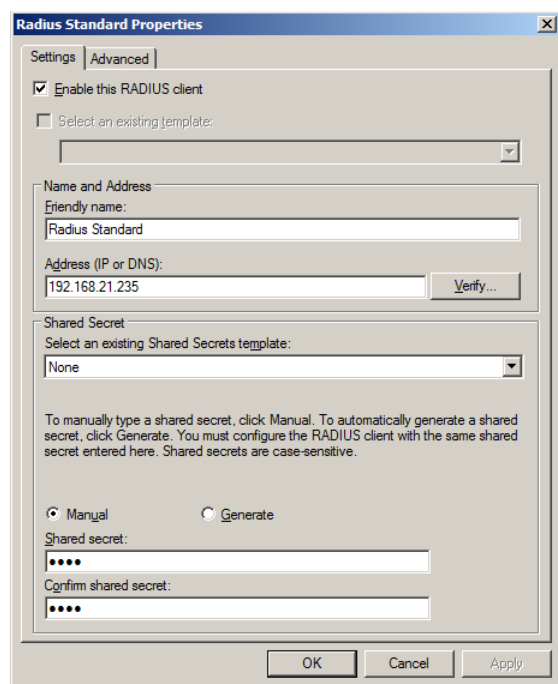 Radius Standard Properties
Settings
Advanced
Enable this RADIUS client
Select an existing template:
Name and Address
Friendly name:
Radius Standard
Address (IP or DNS):
192.168.21.235
Verify...
Shared Secret
Select an existing Shared Secrets template:
None
To manually type a shared secret, click Manual. To automatically generate a shared
secret, click Generate. You must configure the RADIUS client with the same shared
secret entered here. Shared secrets are case-sensitive.
Manual
Generate
Shared secret:
••••
Confirm shared secret:
••••
OK
Cancel
Apply